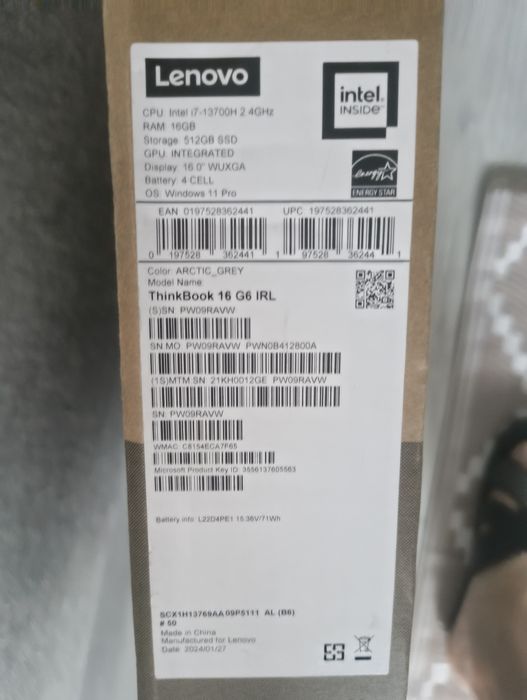 Lenovo
intel.
INSIDE
CPU: Intel i7-13700H 2.4GHz
RAM: 16GB
Storage: 512GB SSD
GPU: INTEGRATED
Display: 16.0" WUXGA
Battery: 4 CELL
OS: Windows 11 Pro
energy
ENERGY STAR
EAN 0197528362441 UPC 197528362441
0 197528 362441 1 97528 36244 1
Color: ARCTIC_GREY
Model Name:
ThinkBook 16 G6 IRL
(S)SN: PW09RAVW
SN MO: PW09RAVW PWN0B412800A
(1S)MTM SN: 21KH0012GE PW09RAVW
SN: PW09RAVW
WMAC: C8154ECA7F65
Microsoft Product Key ID: 3556137605563
Battery info: L22D4PE1 15.36V/71Wh
SCX1H13769AA 09P5111 AL (B6)
# 50
Made in China
Manufactured for Lenovo
Date: 2024/01/27